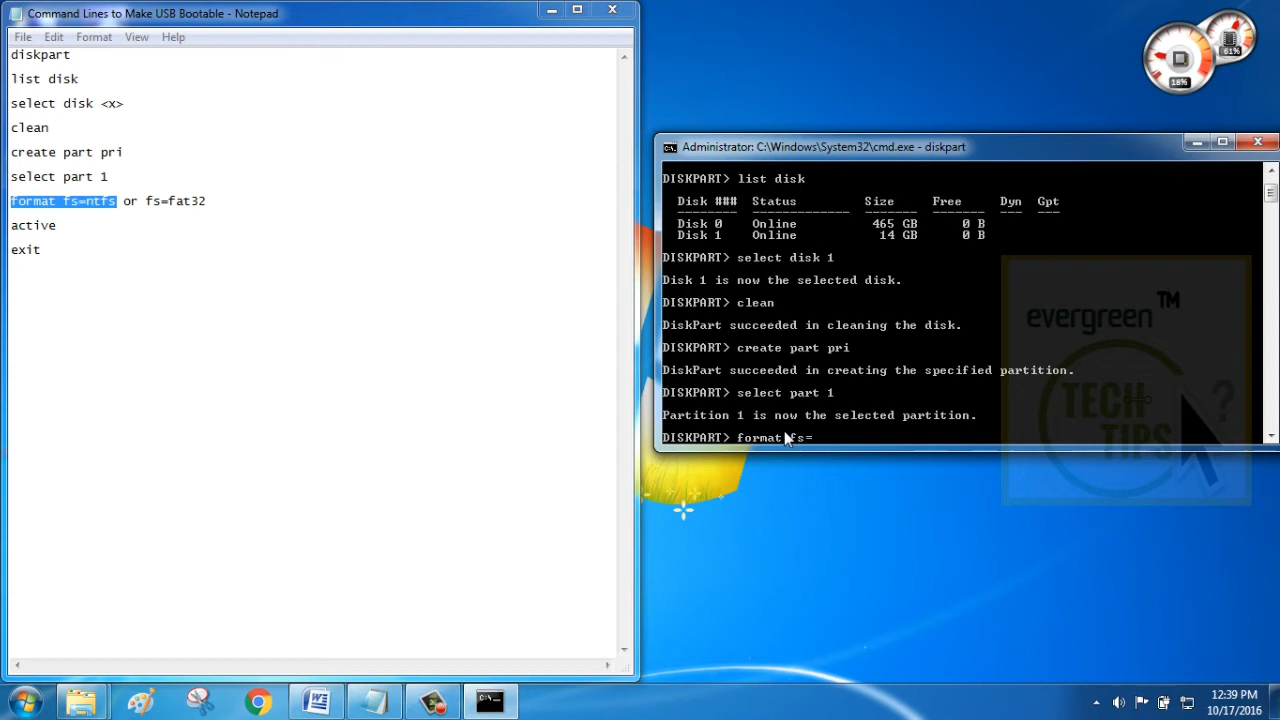 Command Lines to Make USB Bootable - Notepad
File Edit Format View Help
diskpart
list disk
select disk <x>
clean
create part pri
select part 1
format fs=ntfs or fs=fat32
active
exit
18%
61%
Administrator: C:\Windows\System32\cmd.exe - diskpart
DISKPART> list disk
Disk ### Status Size Free Dyn Gpt
-------- ------------- ------- ------- --- ---
Disk 0 Online 465 GB 0 B
Disk 1 Online 14 GB 0 B
DISKPART> select disk 1
Disk 1 is now the selected disk.
DISKPART> clean
DiskPart succeeded in cleaning the disk.
DISKPART> create part pri
DiskPart succeeded in creating the specified partition.
DISKPART> select part 1
Partition 1 is now the selected partition.
DISKPART> format fs=
evergreen™
TECH
TIPS
?
C:\.
12:39 PM
10/17/2016